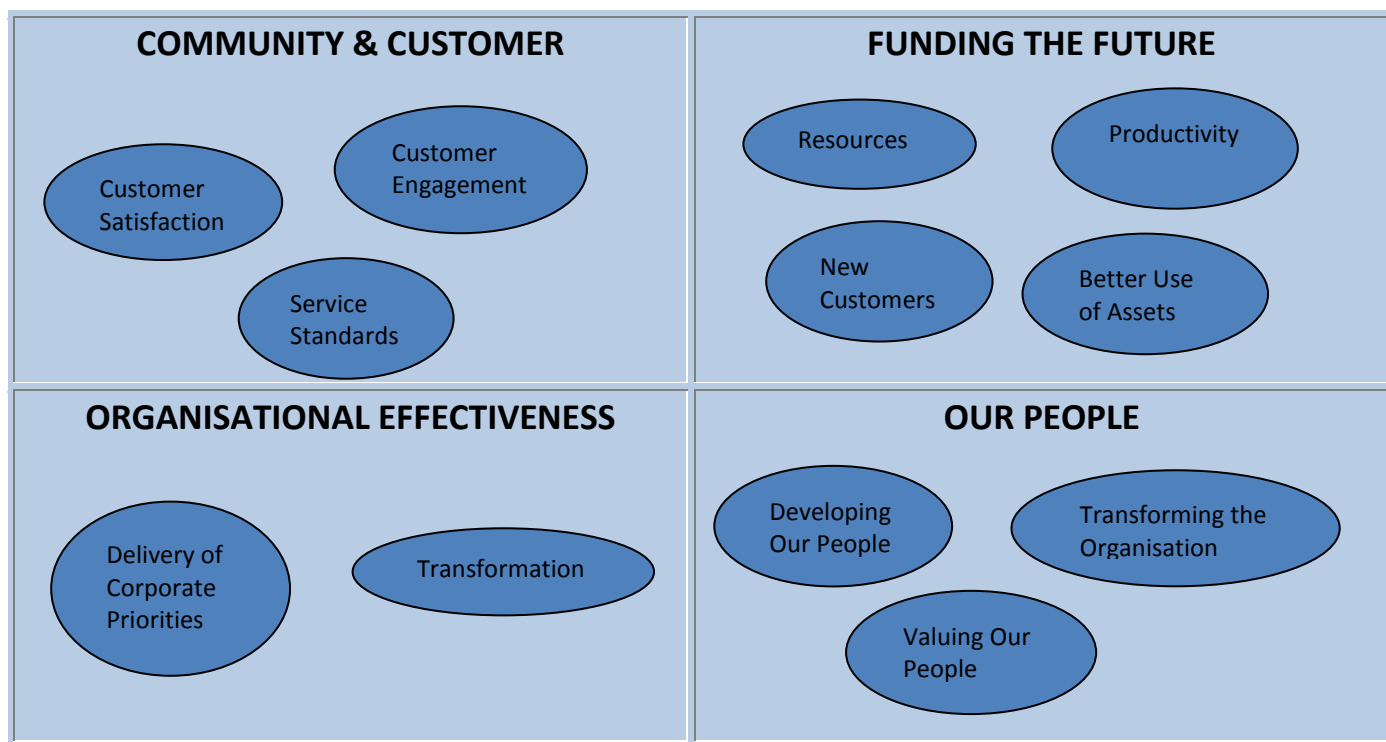 COMMUNITY & CUSTOMER
Customer
Satisfaction
Customer
Engagement
Service
Standards
FUNDING THE FUTURE
Resources
Productivity
New
Customers
Better Use
of Assets
ORGANISATIONAL EFFECTIVENESS
Delivery of
Corporate
Priorities
Transformation
OUR PEOPLE
Developing
Our People
Transforming the
Organisation
Valuing Our
People